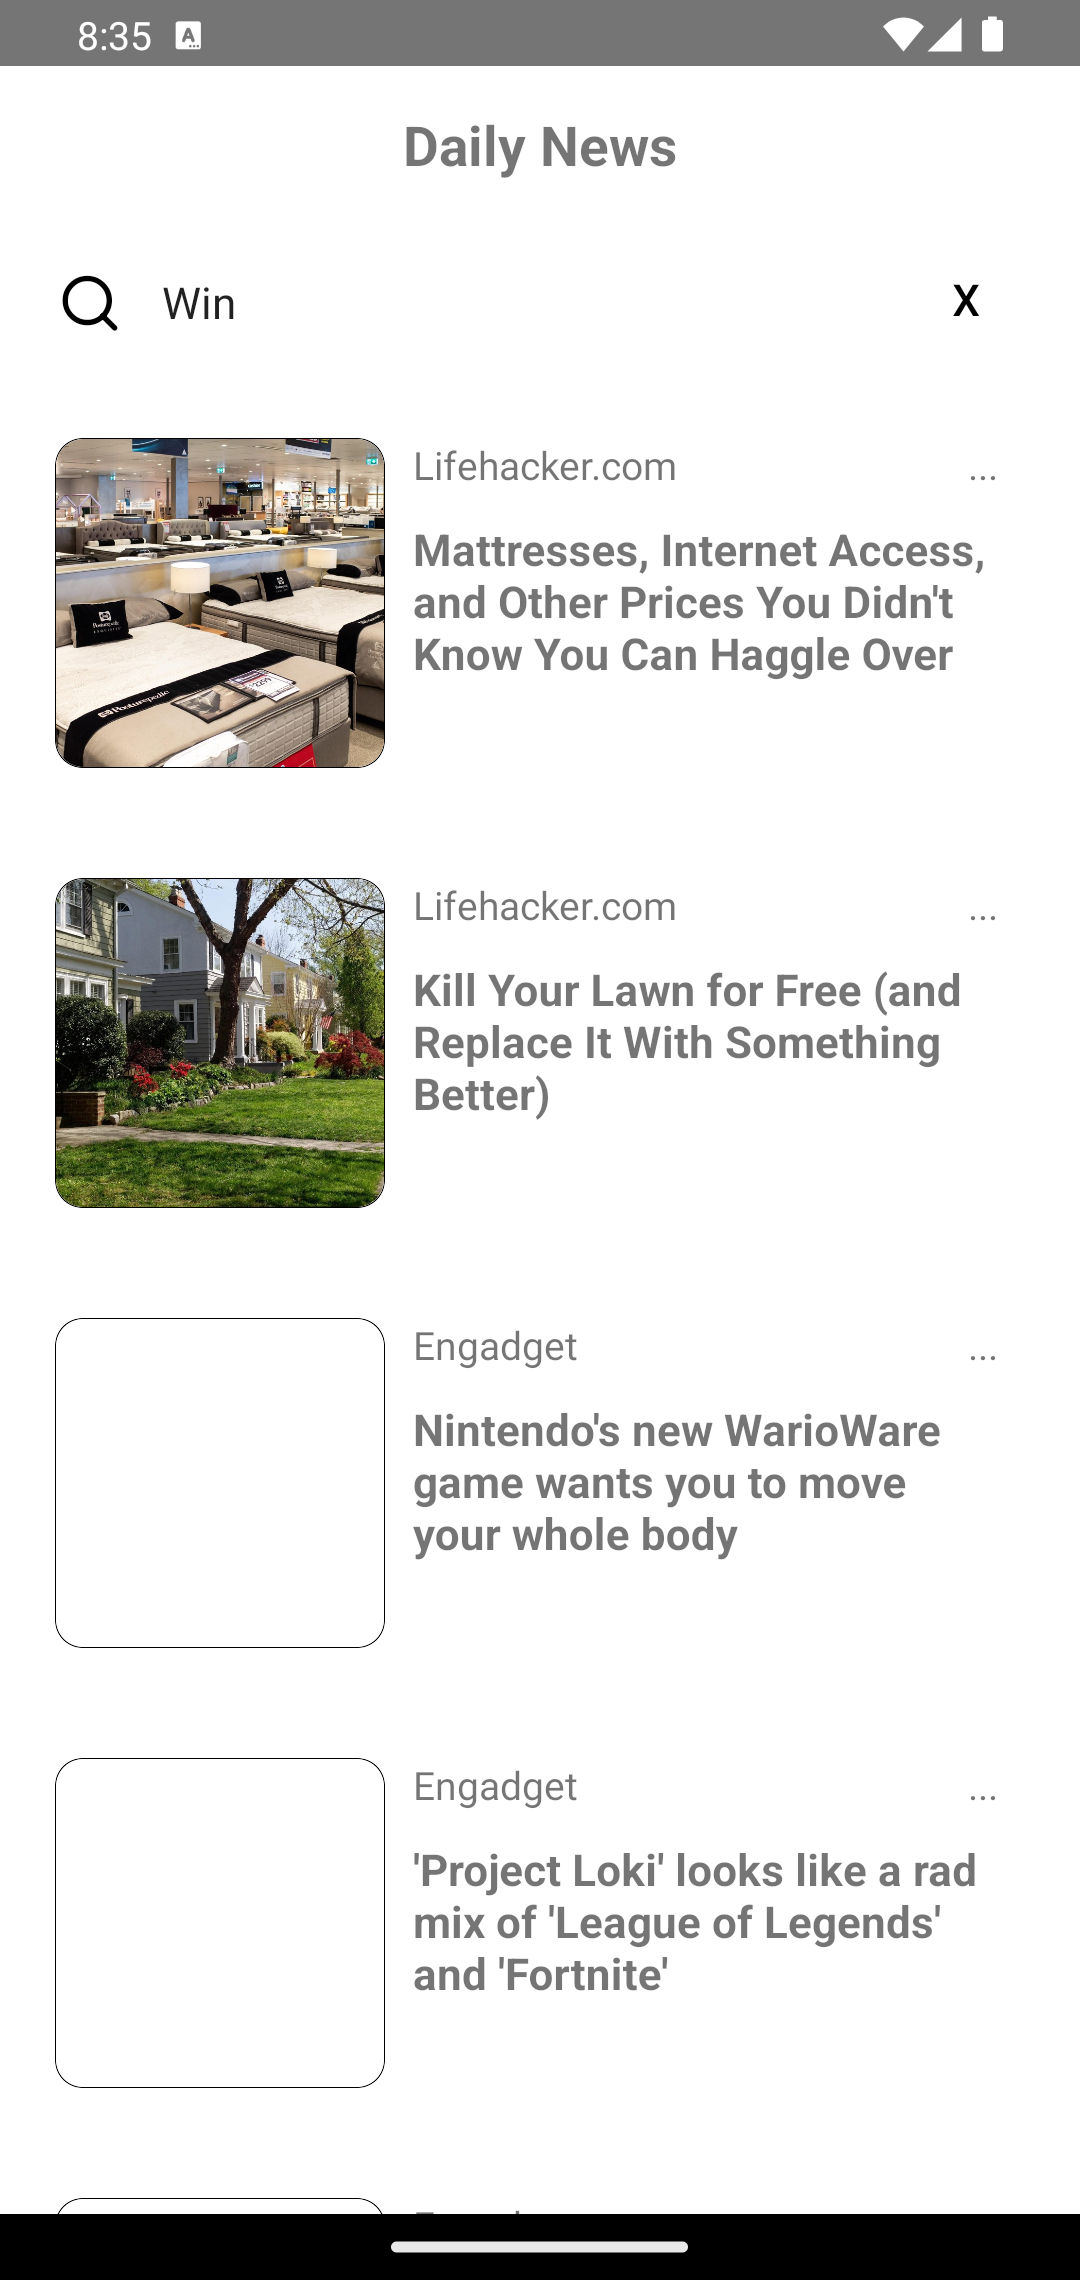 8:35
Daily News
Win
X
Lifehacker.com
...
Mattresses, Internet Access,
and Other Prices You Didn't
Know You Can Haggle Over
Lifehacker.com
...
Kill Your Lawn for Free (and
Replace It With Something
Better)
Engadget
...
Nintendo's new WarioWare
game wants you to move
your whole body
Engadget
...
'Project Loki' looks like a rad
mix of 'League of Legends'
and 'Fortnite'